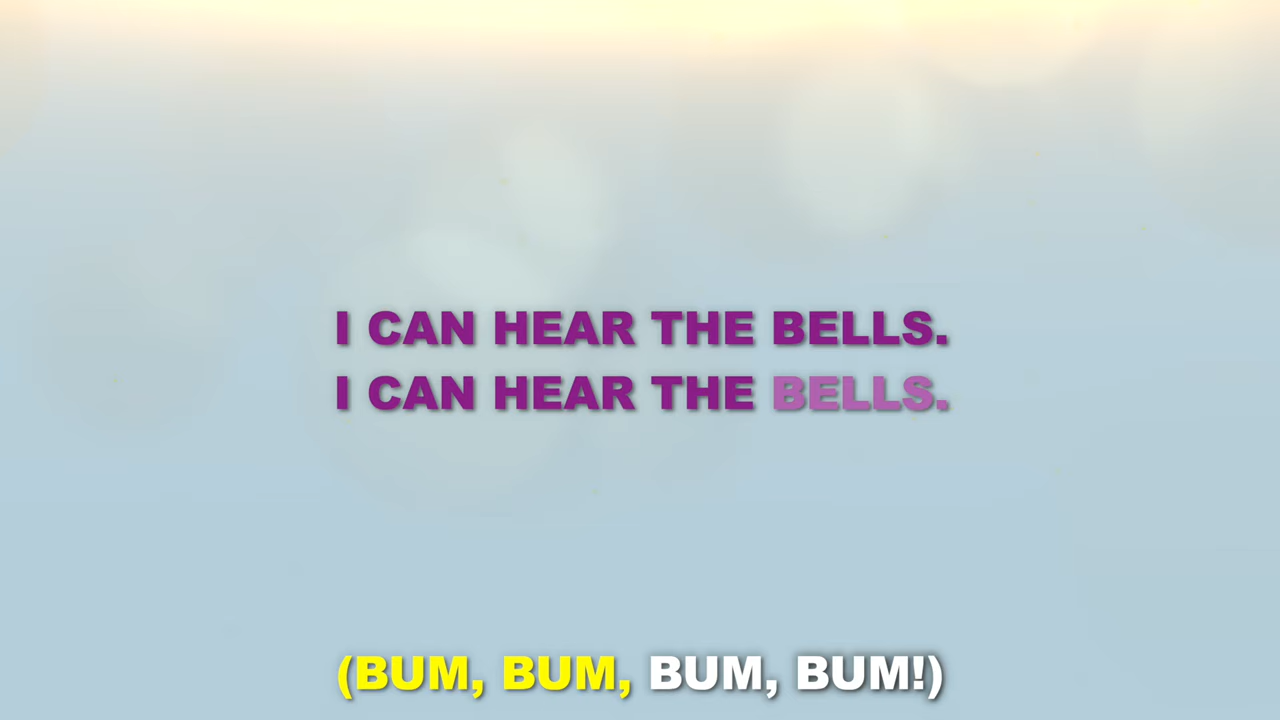 I CAN HEAR THE BELLS.
I CAN HEAR THE BELLS.
(BUM, BUM, BUM, BUM!)